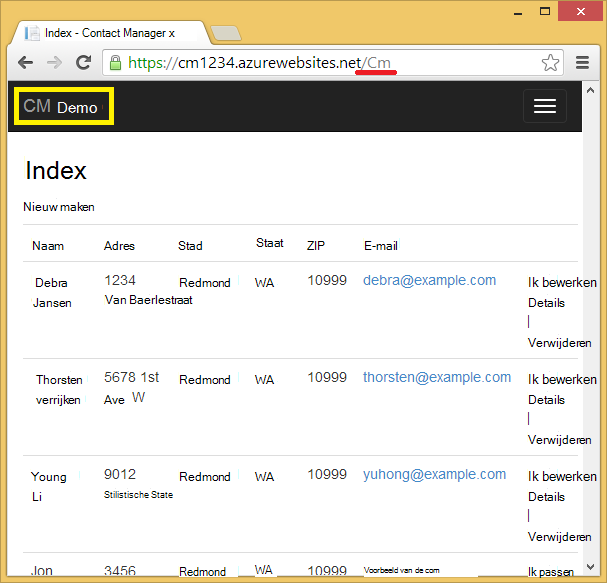 Index - Contact Manager x
https://cm1234.azurewebsites.net/Cm
CM Demo
Index
Nieuw maken
Naam Adres Stad Staat ZIP E-mail
Debra 1234 Redmond WA 10999 debra@example.com Ik bewerken
Jansen Van Baerlestraat Details
|
Verwijderen
Thorsten 5678 1st Redmond WA 10999 thorsten@example.com Ik bewerken
verrijken Ave W Details
|
Verwijderen
Young 9012 Redmond WA 10999 yuhong@example.com Ik bewerken
Li Stilistische State Details
|
Verwijderen
Jon 3456 Redmond WA 10999 Voorbeeld van de com Ik passen